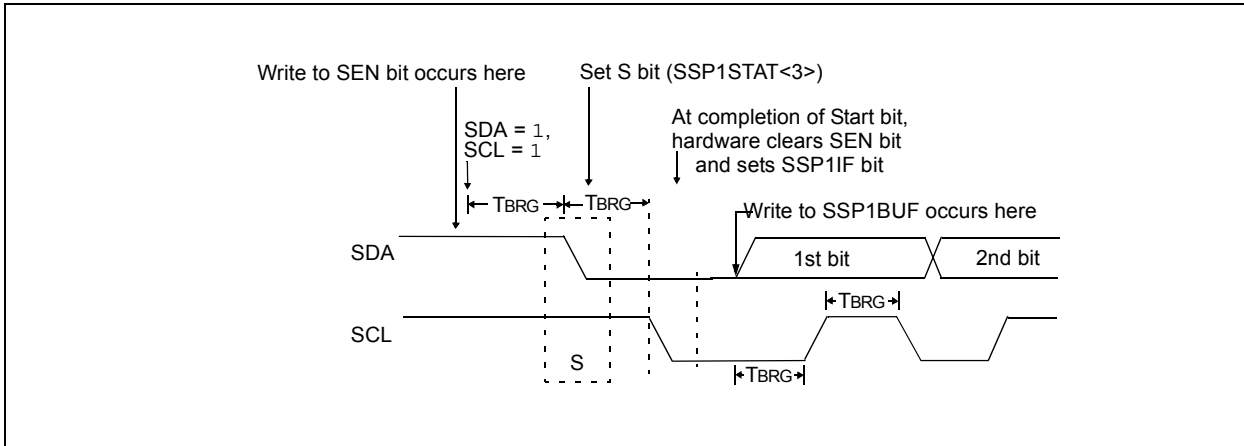 Write to SEN bit occurs here
Set S bit (SSP1STAT<3>)
SDA = 1,
SCL = 1
At completion of Start bit,
hardware clears SEN bit
and sets SSP1IF bit
TBRG
TBRG
Write to SSP1BUF occurs here
SDA
1st bit
2nd bit
TBRG
SCL
S
TBRG